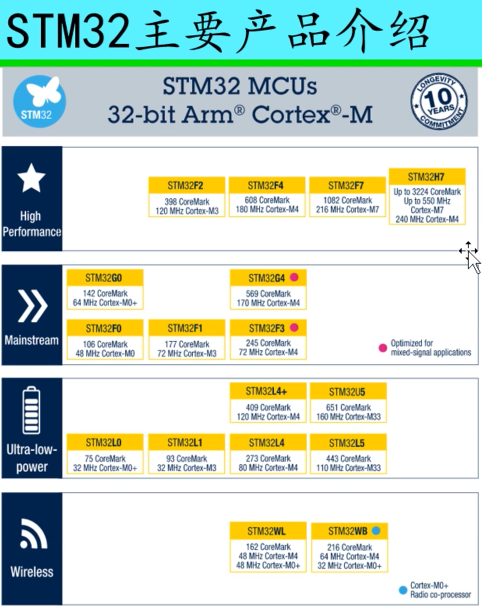 STM32主要产品介绍
STM32
STM32 MCUs
32-bit Arm® Cortex®-M
LONGEVITY
10
YEARS
COMMITMENT
High
Performance
STM32F2
398 CoreMark
120 MHz Cortex-M3
STM32F4
608 CoreMark
180 MHz Cortex-M4
STM32F7
1082 CoreMark
216 MHz Cortex-M7
STM32H7
Up to 3224 CoreMark
Up to 550 MHz
Cortex-M7
240 MHz Cortex-M4
Mainstream
STM32G0
142 CoreMark
64 MHz Cortex-M0+
STM32G4
569 CoreMark
170 MHz Cortex-M4
STM32F0
106 CoreMark
48 MHz Cortex-M0
STM32F1
177 CoreMark
72 MHz Cortex-M3
STM32F3
245 CoreMark
72 MHz Cortex-M4
Optimized for
mixed-signal applications
Ultra-low-
power
STM32L4+
409 CoreMark
120 MHz Cortex-M4
STM32U5
651 CoreMark
160 MHz Cortex-M33
STM32L0
75 CoreMark
32 MHz Cortex-M0+
STM32L1
93 CoreMark
32 MHz Cortex-M3
STM32L4
273 CoreMark
80 MHz Cortex-M4
STM32L5
443 CoreMark
110 MHz Cortex-M33
Wireless
STM32WL
162 CoreMark
48 MHz Cortex-M4
48 MHz Cortex-M0+
STM32WB
216 CoreMark
64 MHz Cortex-M4
32 MHz Cortex-M0+
Cortex-M0+
Radio co-processor